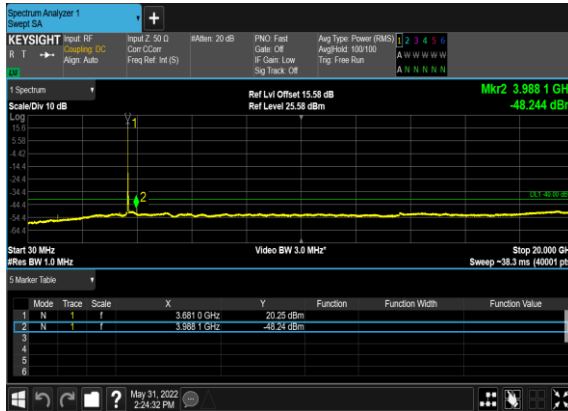 Spectrum Analyzer 1
Swept SA
+
KEYSIGHT Input: RF Input Z: 50 Ω #Atten: 20 dB PNO: Fast Avg Type: Power (RMS) 1 2 3 4 5 6
R T Coupling: DC Corr CCorr Gate: Off Avg|Hold: 100/100 A W W W W W
Align: Auto Freq Ref: Int (S) IF Gain: Low Trig: Free Run
LXI Sig Track: Off A N N N N N
1 Spectrum Ref Lvl Offset 15.58 dB Mkr2 3.988 1 GH
Scale/Div 10 dB Ref Level 25.58 dBm -48.244 dBr
Log
15.6 1
5.58
-4.42
-14.4
-24.4
-34.4 2 DL1 -40.00 dB
-44.4
-54.4
-64.4
Start 30 MHz Video BW 3.0 MHz* Stop 20.000 GH
#Res BW 1.0 MHz Sweep ~38.3 ms (40001 pt
5 Marker Table
Mode Trace Scale X Y Function Function Width Function Value
1 N 1 f 3.681 0 GHz 20.25 dBm
2 N 1 f 3.988 1 GHz -48.24 dBm
3
4
5
6
? May 31, 2022
2:24:32 PM